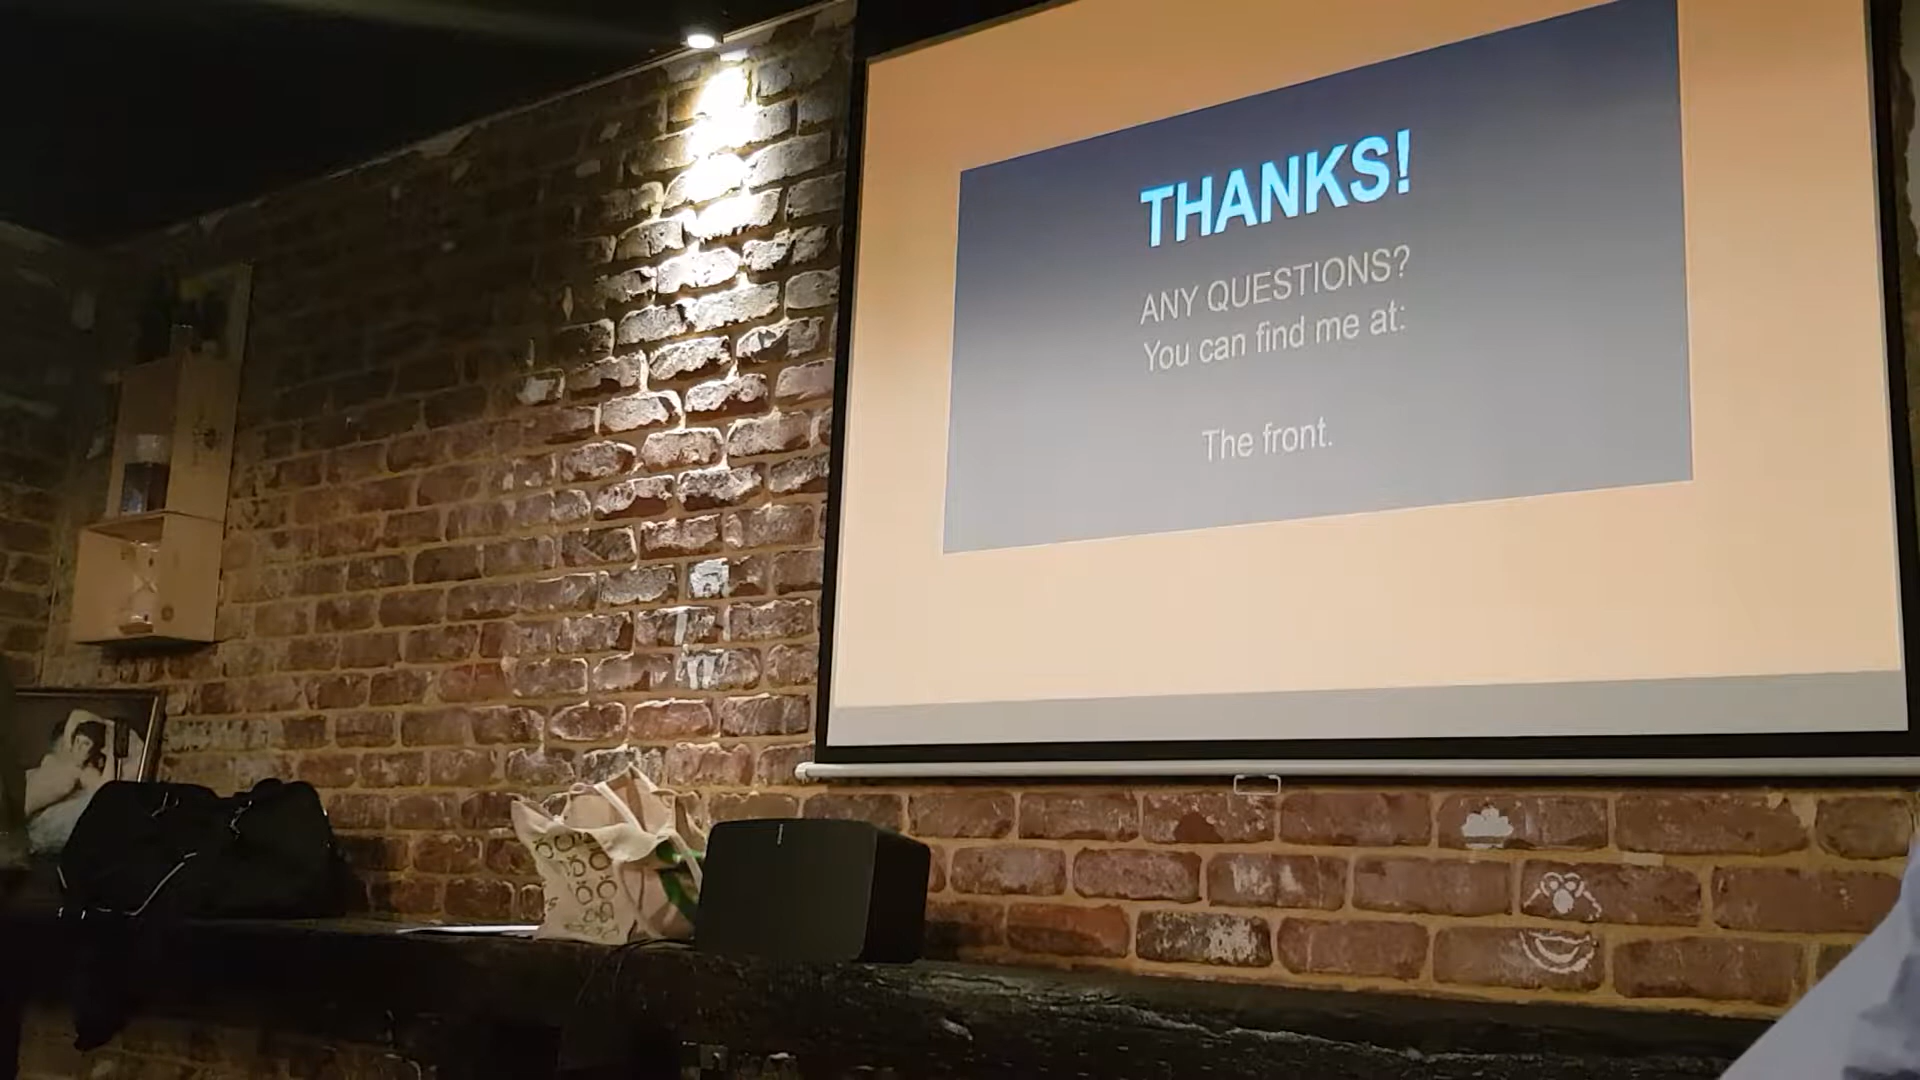 THANKS!
ANY QUESTIONS?
You can find me at:
The front.